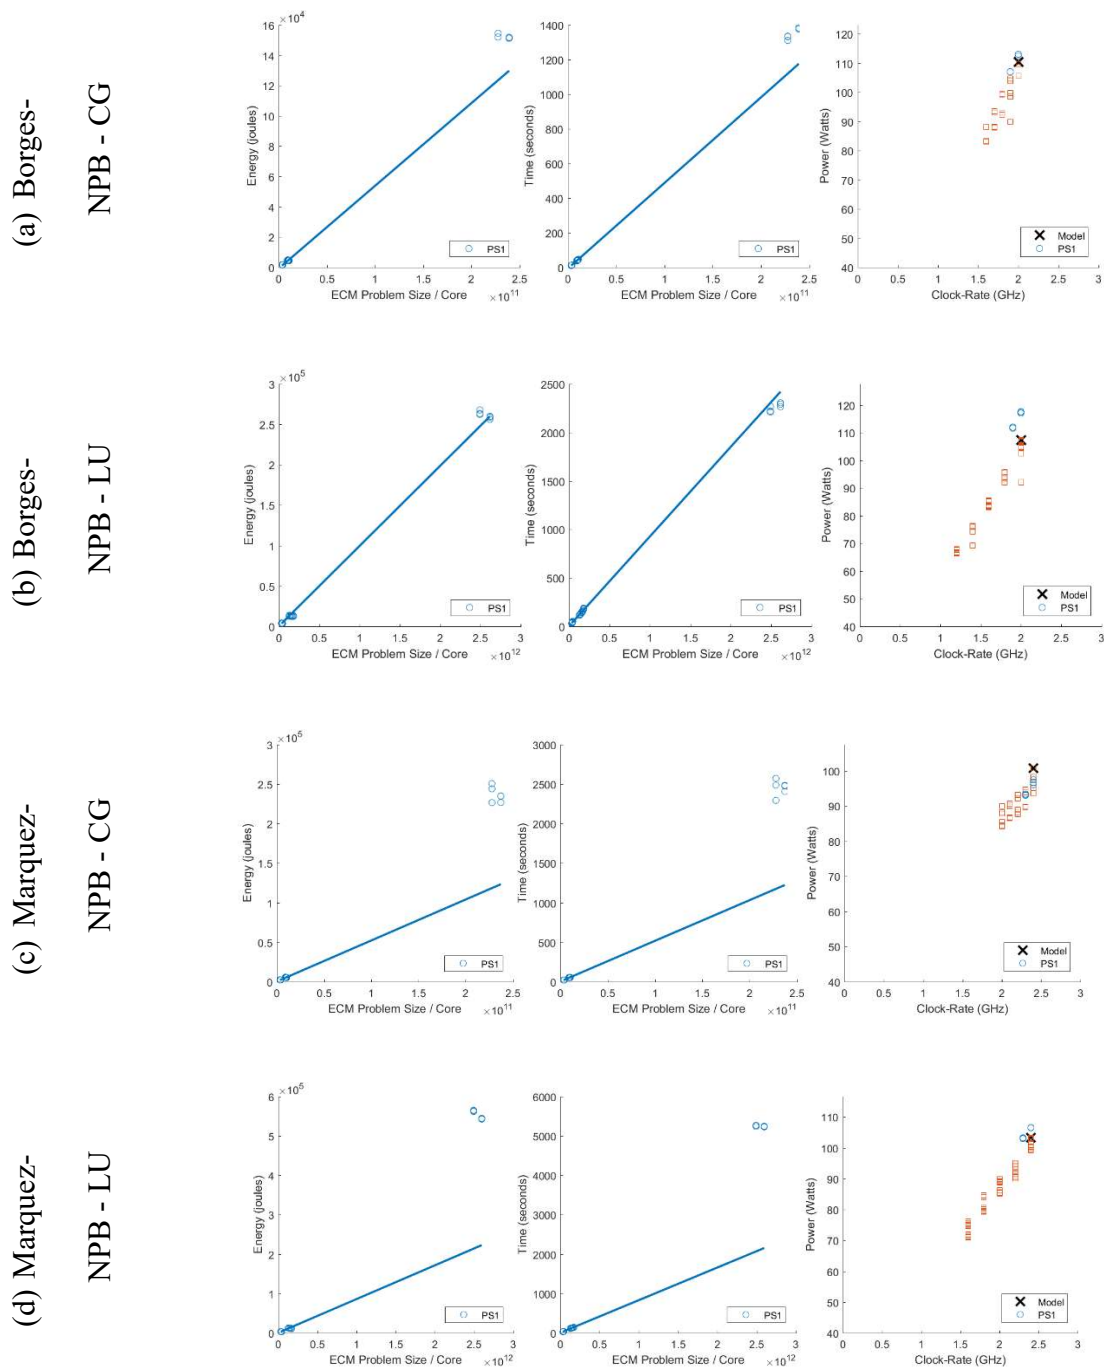 (a) Borges-
NPB - CG
×10^4
16
14
12
10
8
6
4
2
0
Energy (joules)
0 0.5 1 1.5 2 2.5
ECM Problem Size / Core ×10^11
PS1
1400
1200
1000
800
600
400
200
0
Time (seconds)
0 0.5 1 1.5 2
ECM Problem Size / Core ×10^11
PS1
120
110
100
90
80
70
60
50
40
Power (Watts)
0 0.5 1 1.5 2 2.5 3
Clock-Rate (GHz)
Model
PS1
(b) Borges-
NPB - LU
×10^5
3
2.5
2
1.5
1
0.5
0
Energy (joules)
0 0.5 1 1.5 2 2.5 3
ECM Problem Size / Core ×10^12
PS1
2500
2000
1500
1000
500
0
Time (seconds)
0 0.5 1 1.5 2 2.5 3
ECM Problem Size / Core ×10^12
PS1
120
110
100
90
80
70
60
50
40
Power (Watts)
0 0.5 1 1.5 2 2.5 3
Clock-Rate (GHz)
Model
PS1
(c) Marquez-
NPB - CG
×10^5
3
2.5
2
1.5
1
0.5
0
Energy (joules)
0 0.5 1 1.5 2 2.5
ECM Problem Size / Core ×10^11
PS1
3000
2500
2000
1500
1000
500
0
Time (seconds)
0 0.5 1 1.5 2 2.5
ECM Problem Size / Core ×10^11
PS1
100
90
80
70
60
50
40
Power (Watts)
0 0.5 1 1.5 2 2.5 3
Clock-Rate (GHz)
Model
PS1
(d) Marquez-
NPB - LU
×10^5
6
5
4
3
2
1
0
Energy (joules)
0 0.5 1 1.5 2 2.5 3
ECM Problem Size / Core ×10^12
PS1
6000
5000
4000
3000
2000
1000
0
Time (seconds)
0 0.5 1 1.5 2 2.5 3
ECM Problem Size / Core ×10^12
PS1
110
100
90
80
70
60
50
40
Power (Watts)
0 0.5 1 1.5 2 2.5 3
Clock-Rate (GHz)
Model
PS1